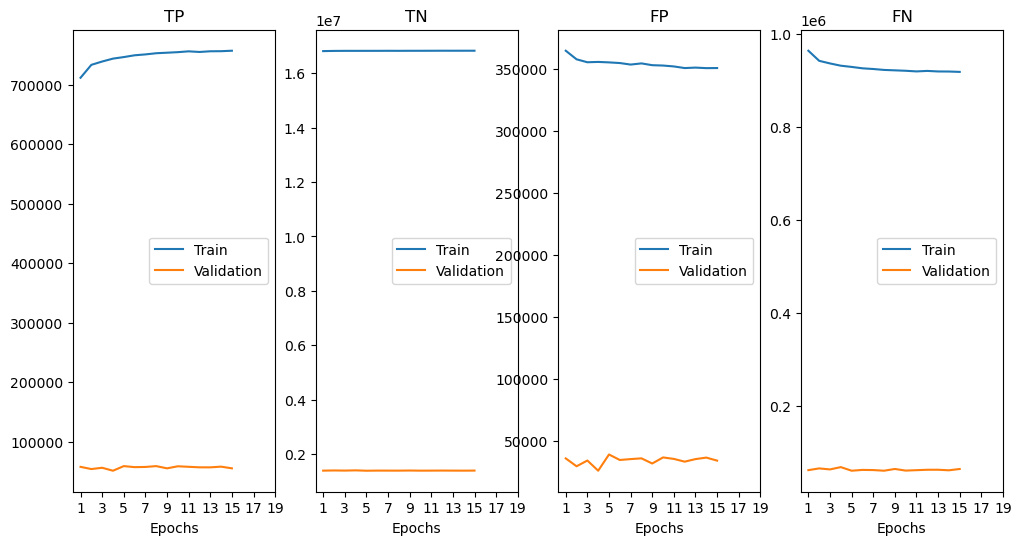 TP
700000
600000
500000
400000
300000
200000
100000
Train
Validation
1 3 5 7 9 11 13 15 17 19
Epochs
TN
1e7
1.6
1.4
1.2
1.0
0.8
0.6
0.4
0.2
Train
Validation
1 3 5 7 9 11 13 15 17 19
Epochs
FP
350000
300000
250000
200000
150000
100000
50000
Train
Validation
1 3 5 7 9 11 13 15 17 19
Epochs
FN
1e6
1.0
0.8
0.6
0.4
0.2
Train
Validation
1 3 5 7 9 11 13 15 17 19
Epochs